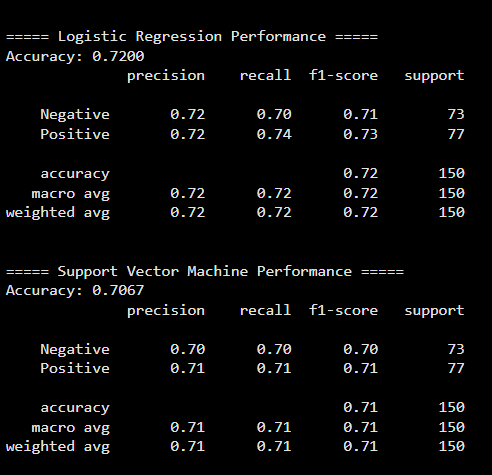 ===== Logistic Regression Performance =====
Accuracy: 0.7200
precision recall f1-score support
Negative 0.72 0.70 0.71 73
Positive 0.72 0.74 0.73 77
accuracy 0.72 150
macro avg 0.72 0.72 0.72 150
weighted avg 0.72 0.72 0.72 150
===== Support Vector Machine Performance =====
Accuracy: 0.7067
precision recall f1-score support
Negative 0.70 0.70 0.70 73
Positive 0.71 0.71 0.71 77
accuracy 0.71 150
macro avg 0.71 0.71 0.71 150
weighted avg 0.71 0.71 0.71 150